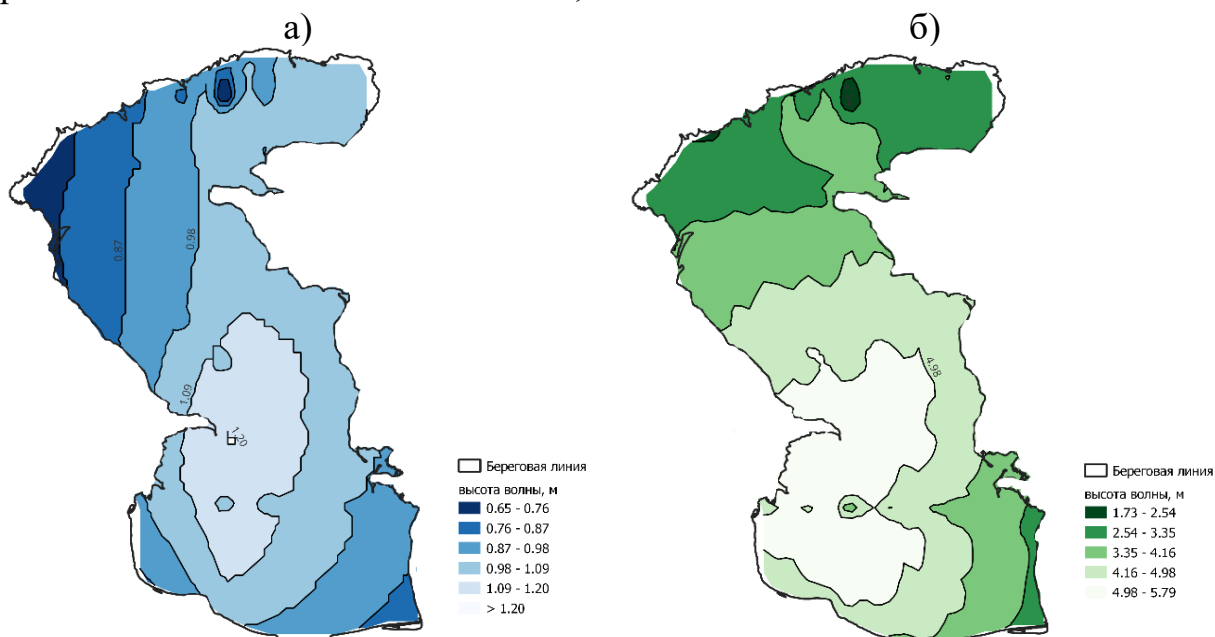 а)
б)
0.87
0.98
1.09
1.20
4.98
Береговая линия
высота волны, м
0.65 - 0.76
0.76 - 0.87
0.87 - 0.98
0.98 - 1.09
1.09 - 1.20
> 1.20
Береговая линия
высота волны, м
1.73 - 2.54
2.54 - 3.35
3.35 - 4.16
4.16 - 4.98
4.98 - 5.79